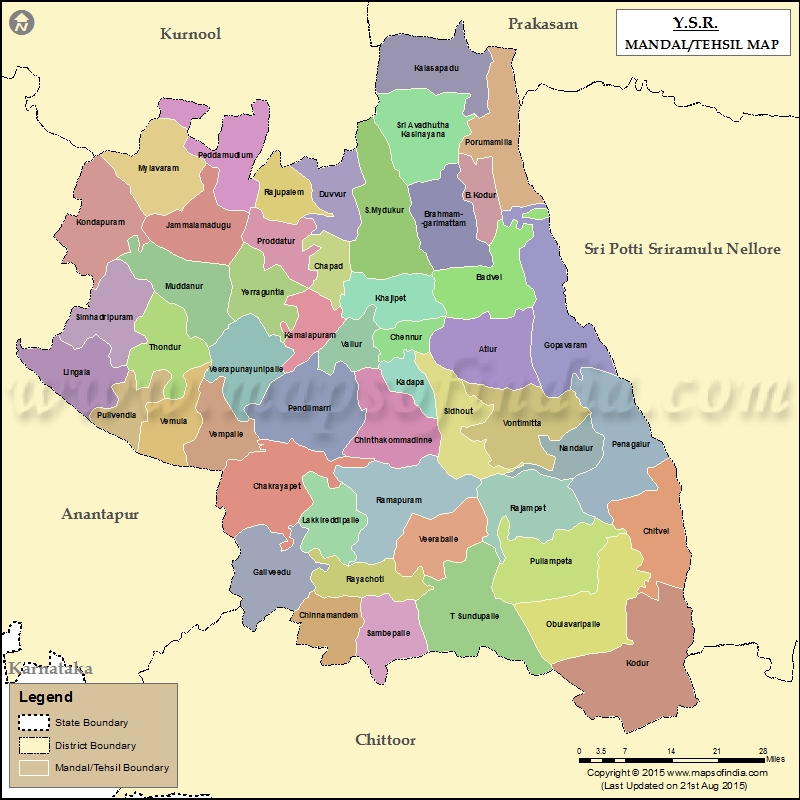 N
Kurnool
Prakasam
Y.S.R.
MANDAL/TEHSIL MAP
Kalasapadu
Sri Avadhutha
Kasinayana
Porumamilla
Peddamudium
Mylavaram
Rajupalem
Duvvur
S.Mydukur
B. Kodur
Brahmam-
garimattam
Kondapuram
Jammalamadugu
Proddatur
Chapad
Sri Potti Sriramulu Nellore
Badvel
Muddanur
Yerraguntla
Khajipet
Simhadripuram
Kamalapuram
Vallur
Chennur
Atlur
Gopavaram
Thondur
Veerapunayunipalle
Lingala
Kadapa
www.mapsofindia.com
Pulivendla
Vemula
Vempalle
Pendlimarri
Sidhout
Vontimitta
Chinthakommadinne
Nandalur
Penagalur
Chakrayapet
Ramapuram
Rajampet
Anantapur
Lakkireddipalle
Veeraballe
Chitvel
Pullampeta
Galiveedu
Rayachoti
Chinnamandem
Sambepalle
T Sundupalle
Obulavaripalle
Kodur
Karnataka
Legend
State Boundary
District Boundary
Mandal/Tehsil Boundary
Chittoor
0 3.5 7 14 21 28
Miles
Copyright © 2015 www.mapsofindia.com
(Last Updated on 21st Aug 2015)